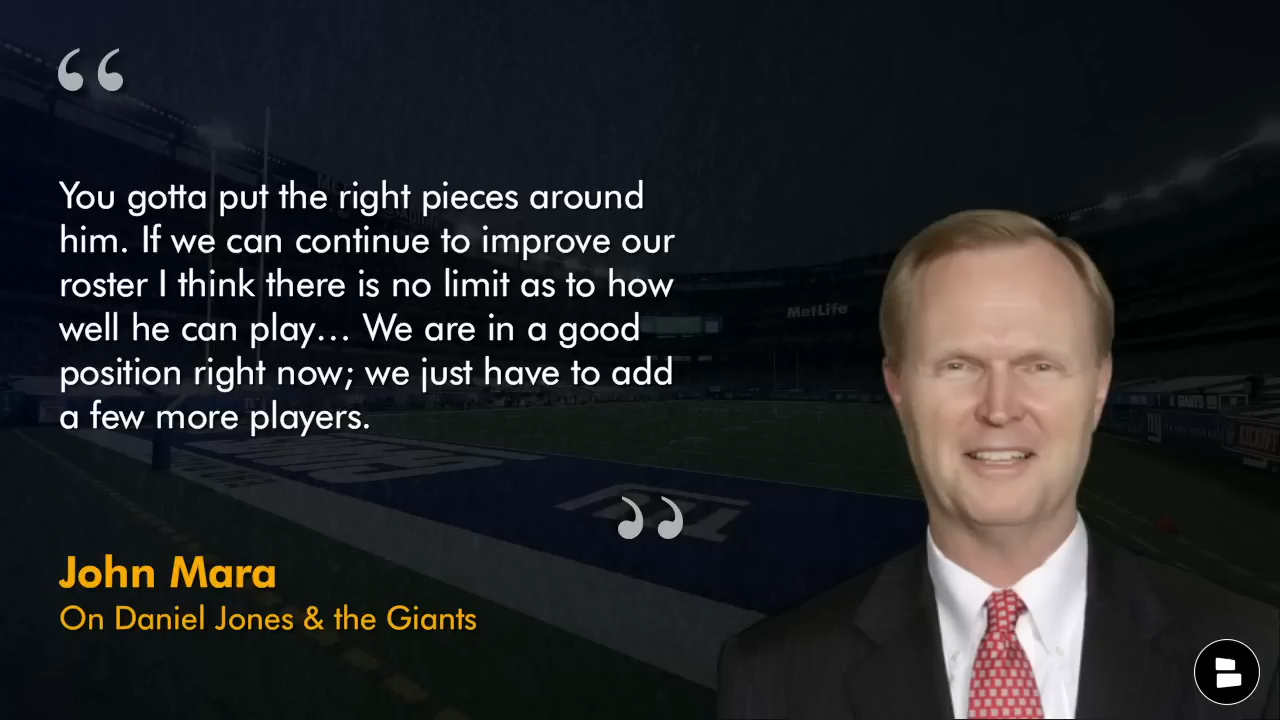 “
You gotta put the right pieces around
him. If we can continue to improve our
roster I think there is no limit as to how
well he can play… We are in a good
position right now; we just have to add
a few more players.
”
John Mara
On Daniel Jones & the Giants
MetLife